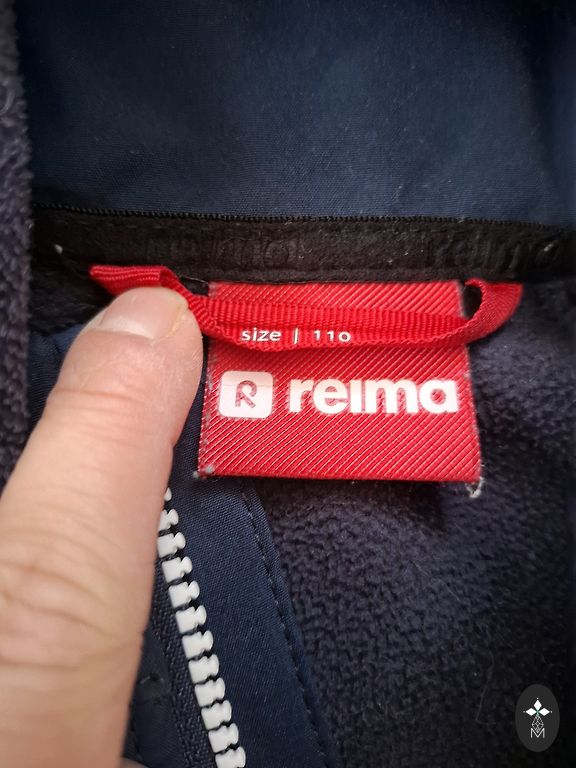 size | 110
R reima
M